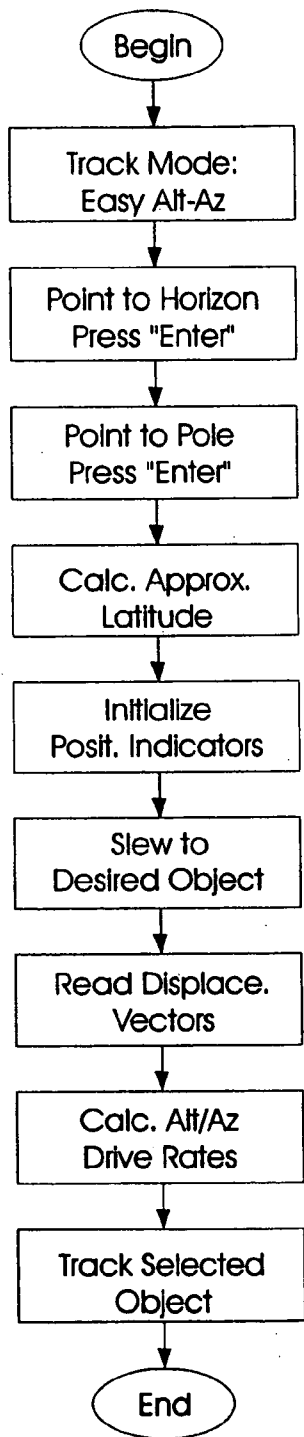 Begin
Track Mode:
Easy Alt-Az
Point to Horizon
Press "Enter"
Point to Pole
Press "Enter"
Calc. Approx.
Latitude
Initialize
Posit. Indicators
Slew to
Desired Object
Read Displace.
Vectors
Calc. Alt/Az
Drive Rates
Track Selected
Object
End